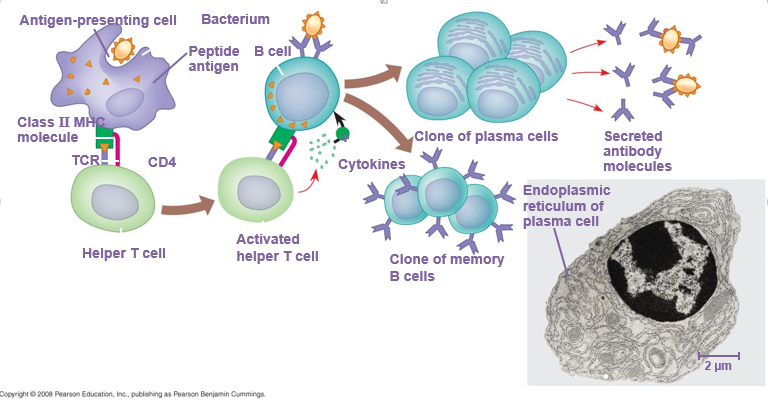 Antigen-presenting cell
Bacterium
Peptide
antigen
B cell
Class II MHC
molecule
TCR
CD4
Cytokines
Helper T cell
Activated
helper T cell
Clone of plasma cells
Secreted
antibody
molecules
Clone of memory
B cells
Endoplasmic
reticulum of
plasma cell
2 µm
Copyright © 2008 Pearson Education, Inc., publishing as Pearson Benjamin Cummings.